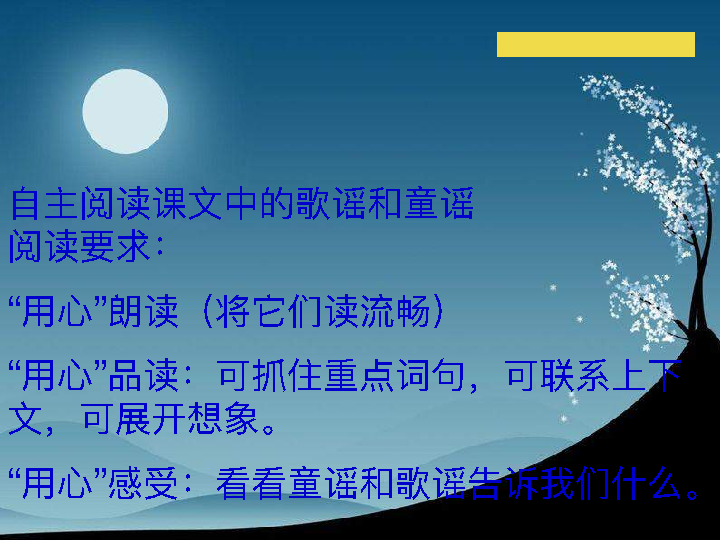 自主阅读课文中的歌谣和童谣
阅读要求：
“用心”朗读（将它们读流畅）
“用心”品读：可抓住重点词句，可联系上下
文，可展开想象。
“用心”感受：看看童谣和歌谣告诉我们什么。